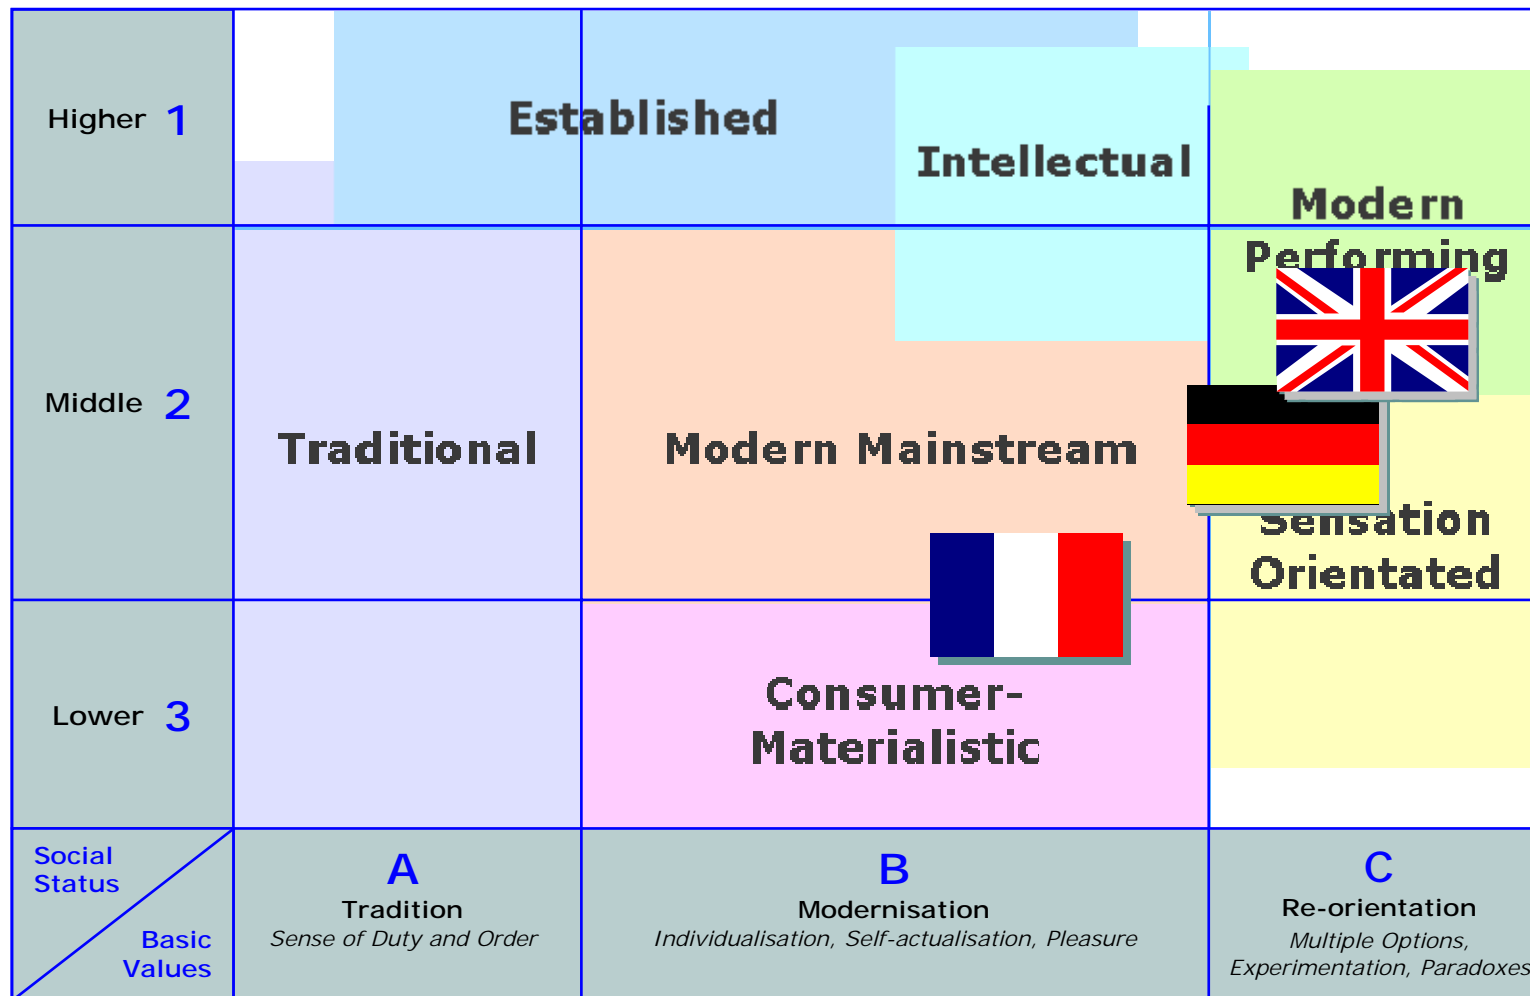 Higher 1
Established
Intellectual
Modern
Performing
Middle 2
Traditional
Modern Mainstream
Sensation
Orientated
Lower 3
Consumer-
Materialistic
Social
Status
Basic
Values
A
Tradition
Sense of Duty and Order
B
Modernisation
Individualisation, Self-actualisation, Pleasure
C
Re-orientation
Multiple Options,
Experimentation, Paradoxes